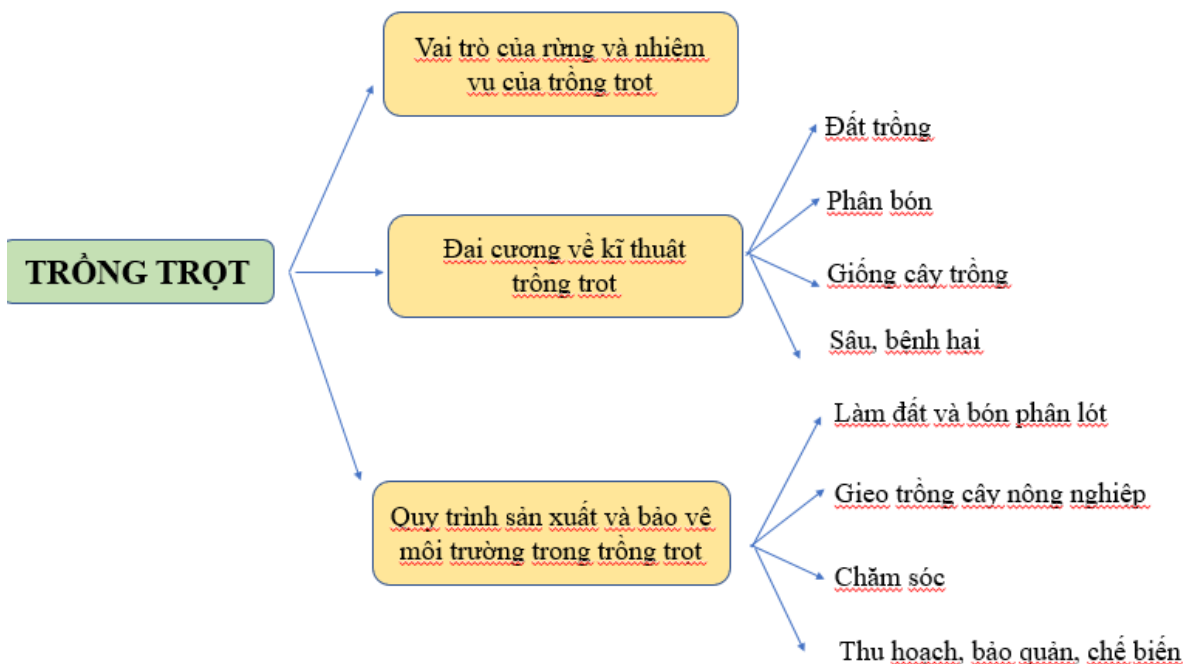 Vai trò của rừng và nhiệm
vụ của trồng trọt
Đất trồng
Phân bón
Đại cương về kĩ thuật
trồng trọt
TRỒNG TRỌT
Giống cây trồng
Sâu, bệnh hại
Làm đất và bón phân lót
Gieo trồng cây nông nghiệp
Quy trình sản xuất và bảo vệ
môi trường trong trồng trọt
Chăm sóc
Thu hoạch, bảo quản, chế biến